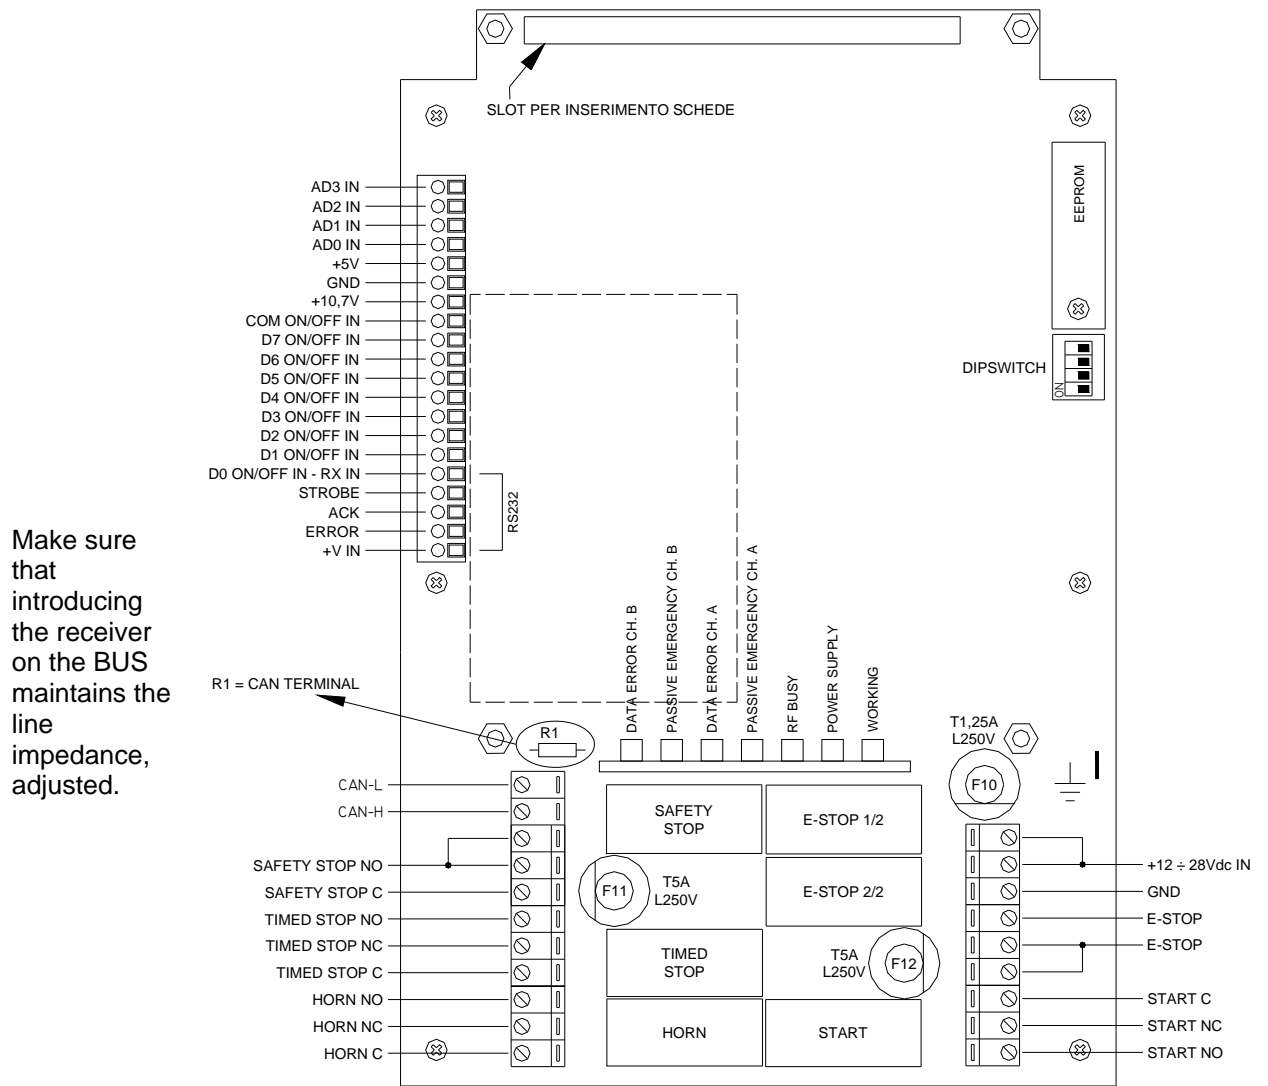 SLOT PER INSERIMENTO SCHEDE
AD3 IN
AD2 IN
AD1 IN
AD0 IN
+5V
GND
+10,7V
COM ON/OFF IN
D7 ON/OFF IN
D6 ON/OFF IN
D5 ON/OFF IN
D4 ON/OFF IN
D3 ON/OFF IN
D2 ON/OFF IN
D1 ON/OFF IN
D0 ON/OFF IN - RX IN
STROBE
ACK
ERROR
+V IN
RS232
EEPROM
DIPSWITCH
ON
Make sure
that
introducing
the receiver
on the BUS
maintains the
line
impedance,
adjusted.
R1 = CAN TERMINAL
R1
DATA ERROR CH. B
PASSIVE EMERGENCY CH. B
DATA ERROR CH. A
PASSIVE EMERGENCY CH. A
RF BUSY
POWER SUPPLY
WORKING
T1,25A
L250V
F10
CAN-L
CAN-H
SAFETY STOP NO
SAFETY STOP C
TIMED STOP NO
TIMED STOP NC
TIMED STOP C
HORN NO
HORN NC
HORN C
SAFETY
STOP
E-STOP 1/2
F11
T5A
L250V
E-STOP 2/2
TIMED
STOP
T5A
L250V
F12
HORN
START
+12 ÷ 28Vdc IN
GND
E-STOP
E-STOP
START C
START NC
START NO